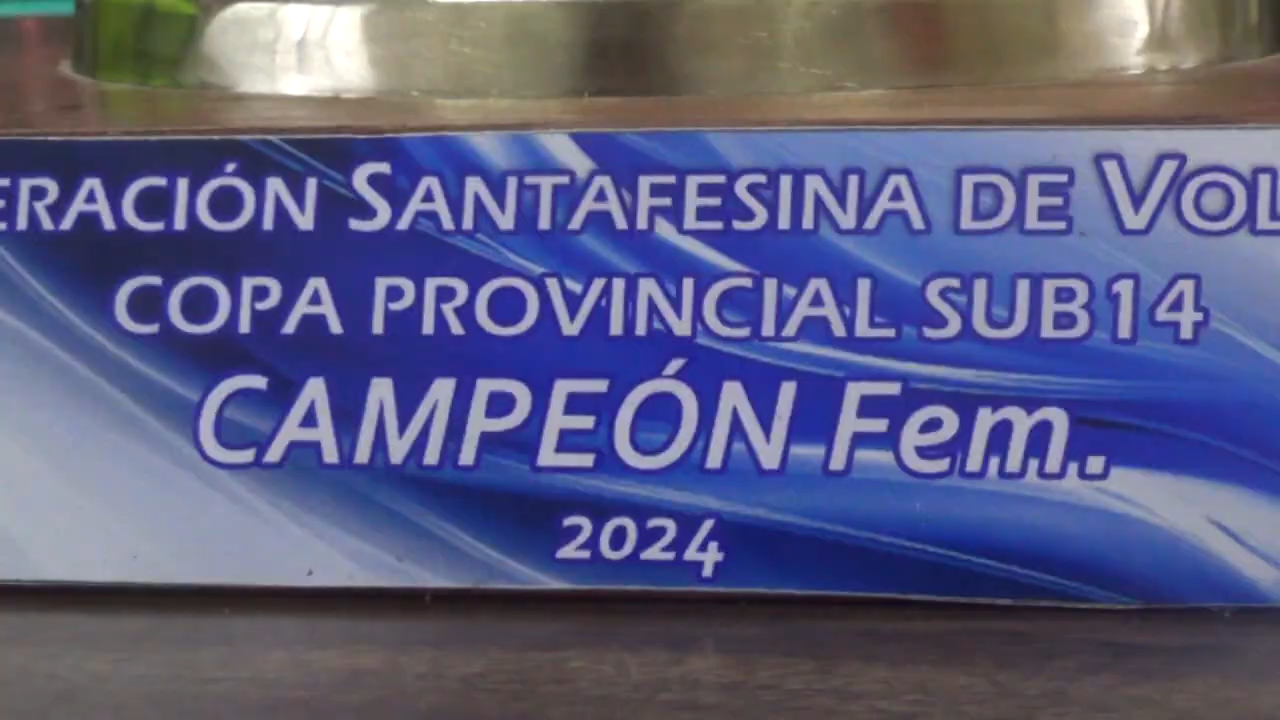 ERACIÓN SANTAFESINA DE VOL
COPA PROVINCIAL SUB14
CAMPEÓN Fem.
2024